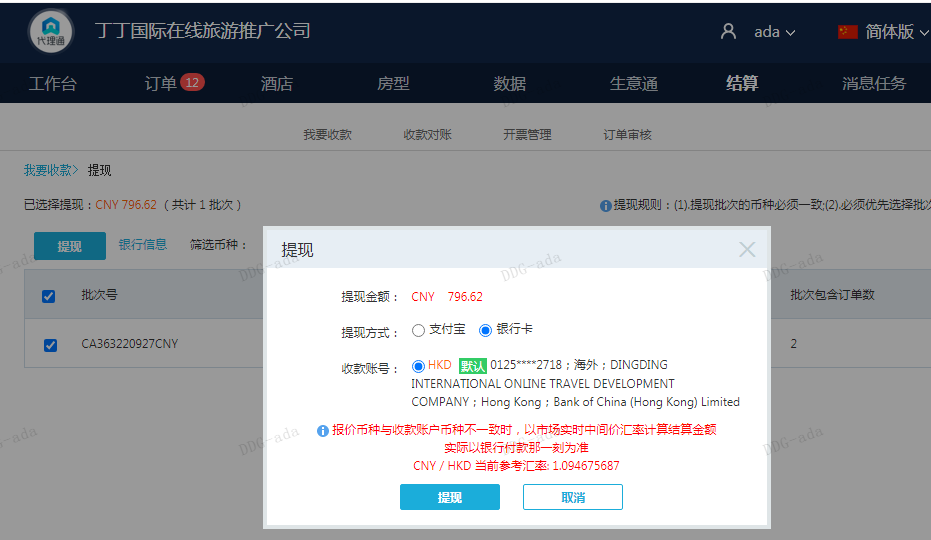 代理通
丁丁国际在线旅游推广公司
ada
简体版
工作台
订单 12
酒店
房型
数据
生意通
结算
消息任务
我要收款
收款对账
开票管理
订单审核
我要收款> 提现
已选择提现：CNY 796.62 （ 共计 1 批次 ）
提现规则：(1).提现批次的币种必须一致;(2).必须优先选择批次
提现
银行信息
筛选币种：
批次号
批次包含订单数
CA363220927CNY
2
提现
提现金额：
CNY 796.62
提现方式：
支付宝
银行卡
收款账号：
HKD 默认 0125****2718；海外；DINGDING
INTERNATIONAL ONLINE TRAVEL DEVELOPMENT
COMPANY；Hong Kong；Bank of China (Hong Kong) Limited
报价币种与收款账户币种不一致时，以市场实时中间价汇率计算结算金额
实际以银行付款那一刻为准
CNY / HKD 当前参考汇率: 1.094675687
提现
取消
DDG-ada
DDG-ada
DDG-ada
DDG-ada
DDG-ada